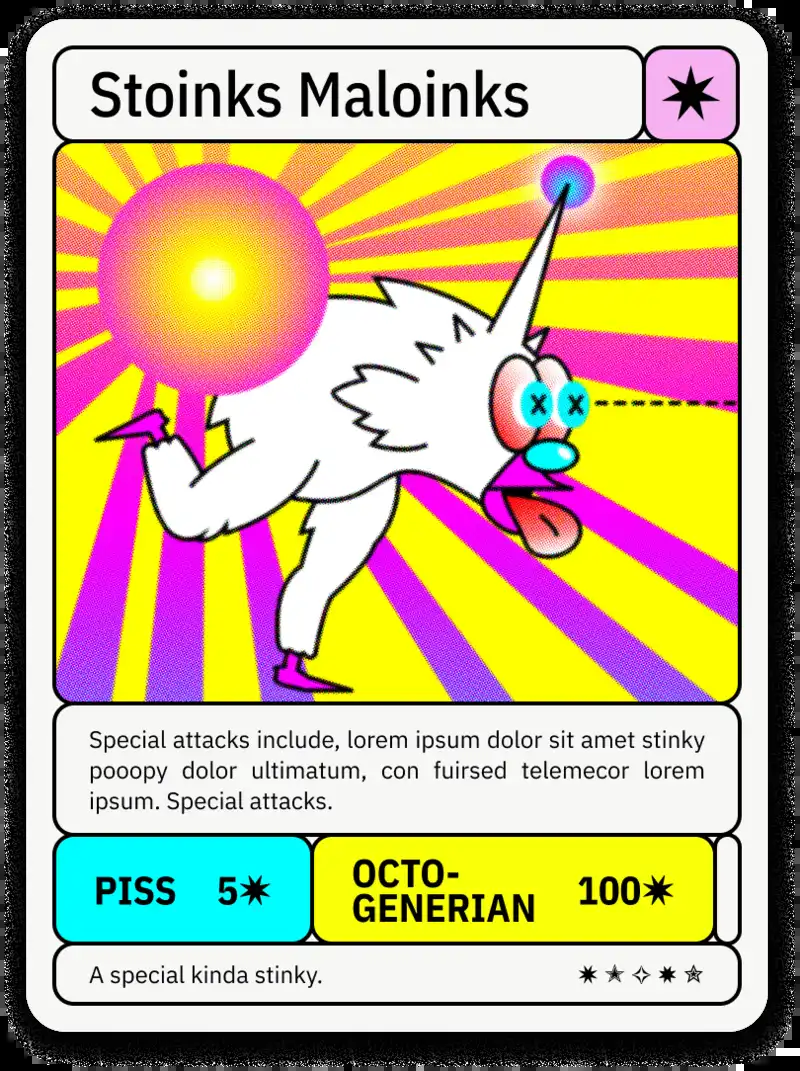 Stoinks Maloinks ✷
x x
Special attacks include, lorem ipsum dolor sit amet stinky
pooopy dolor ultimatum, con fuirsed telemecor lorem
ipsum. Special attacks.
PISS 5✷
OCTO-
GENERIAN 100✷
A special kinda stinky. ✷ ✭ ✧ ✷ ✮